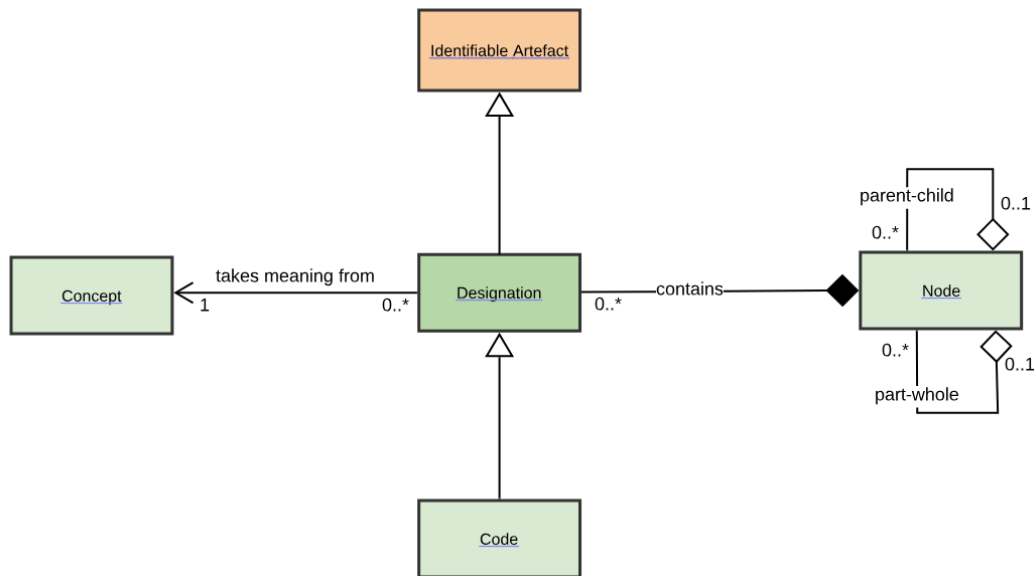 Identifiable Artefact
parent-child
0..1
0..*
takes meaning from
Concept
1
0..*
Designation
0..*
contains
Node
0..*
0..1
part-whole
Code